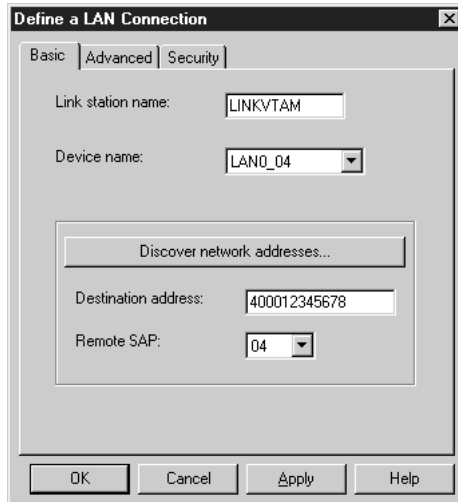 Define a LAN Connection
Basic Advanced Security
Link station name: LINKVTAM
Device name: LAN0_04
Discover network addresses...
Destination address: 400012345678
Remote SAP: 04
OK Cancel Apply Help